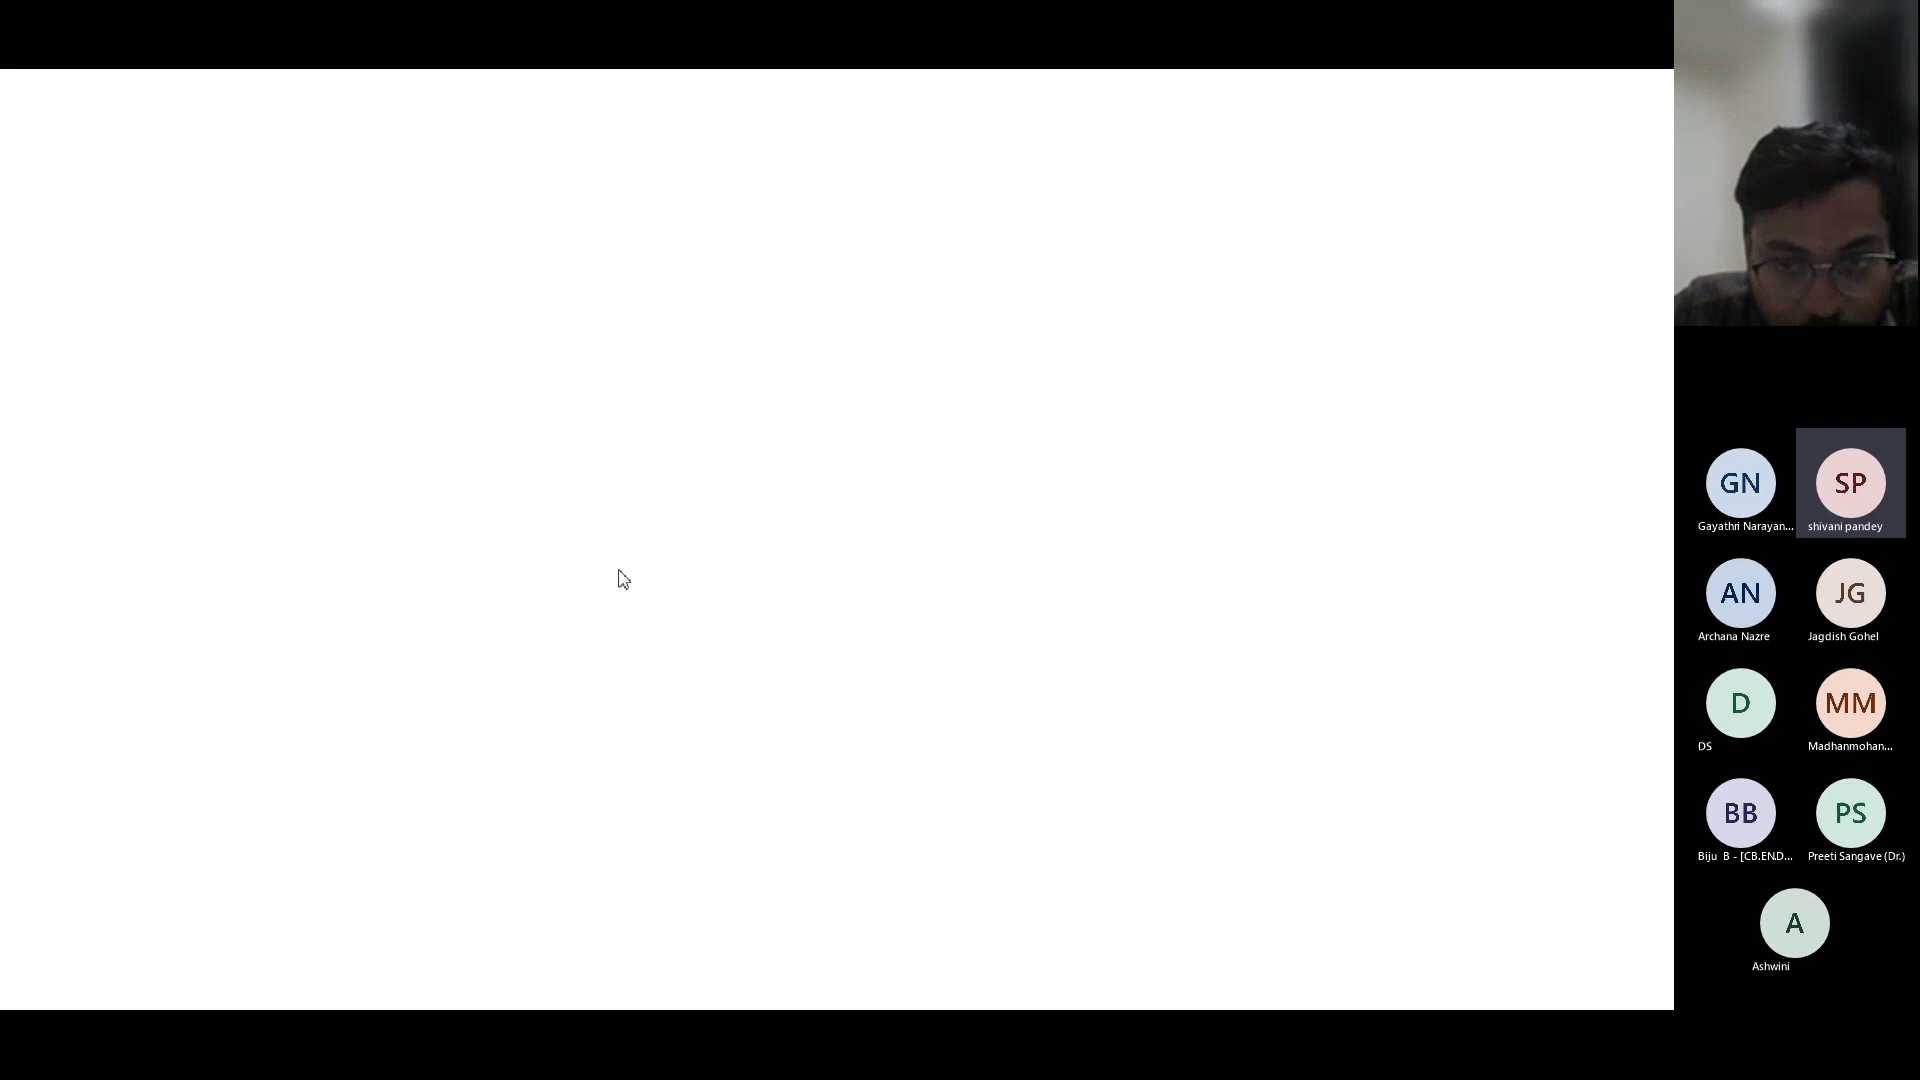 GN
SP
Gayathri Narayan...
shivani pandey
AN
JG
Archana Nazre
Jagdish Gohel
D
MM
DS
Madhanmohan...
BB
PS
Biju B - [CB.EN.D...
Preeti Sangave (Dr.)
A
Ashwini